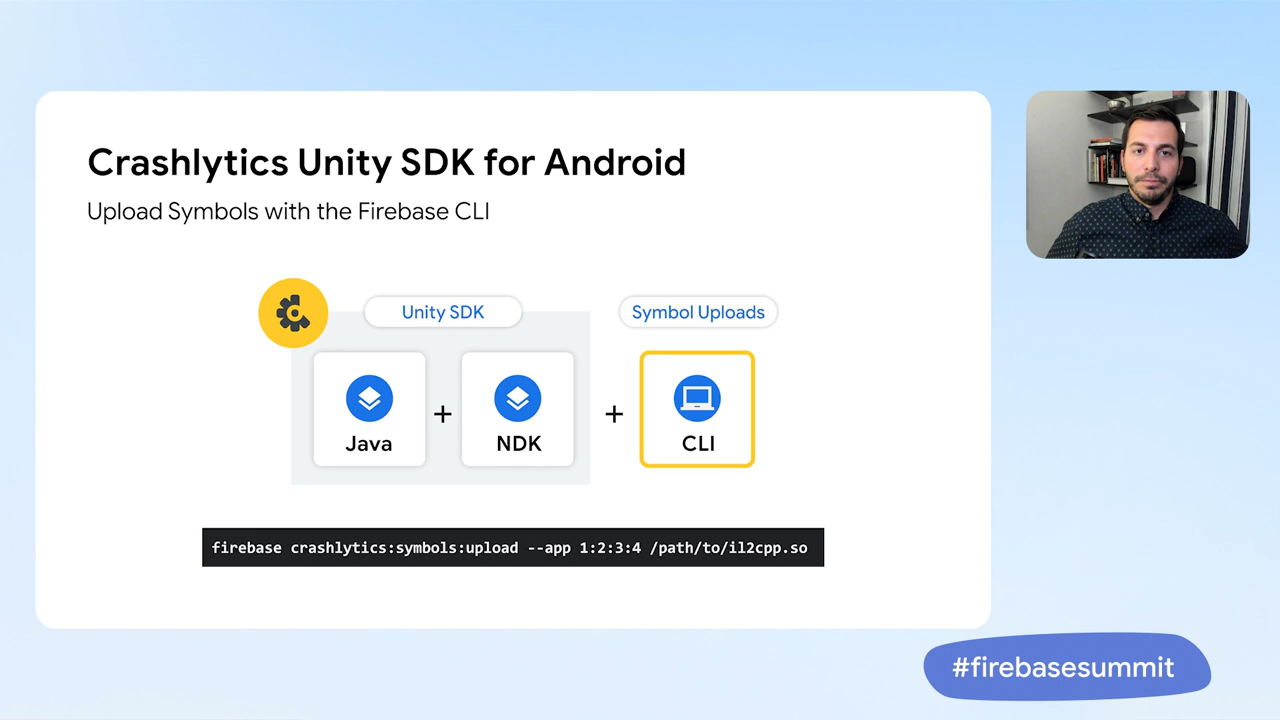 Crashlytics Unity SDK for Android
Upload Symbols with the Firebase CLI
Unity SDK
Symbol Uploads
Java
+
NDK
+
CLI
firebase crashlytics:symbols:upload --app 1:2:3:4 /path/to/il2cpp.so
#firebasesummit